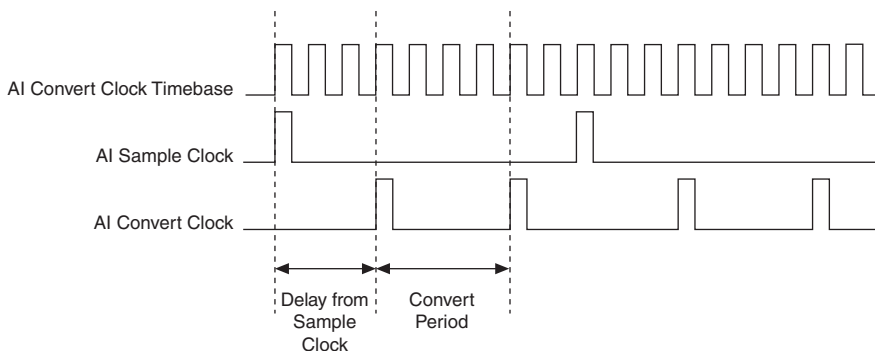 AI Convert Clock Timebase
AI Sample Clock
AI Convert Clock
Delay from
Sample
Clock
Convert
Period